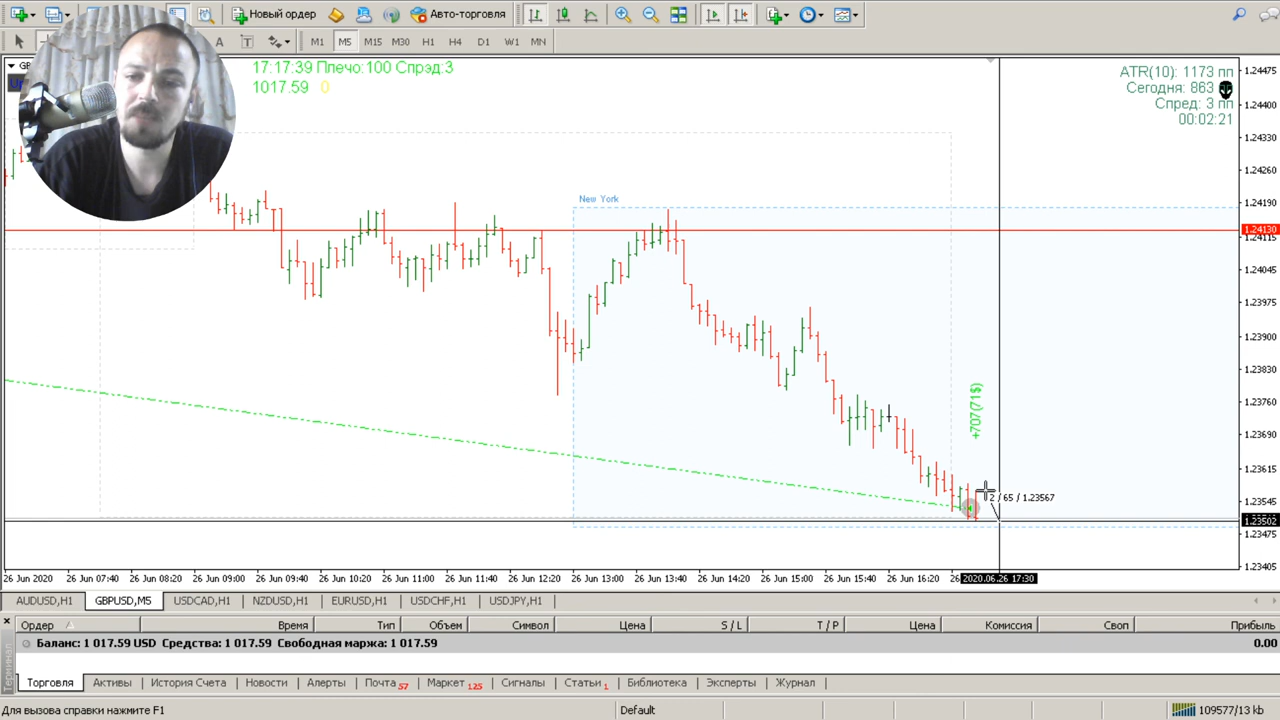 Новый ордер
Авто-торговля
A
T
M1 M5 M15 M30 H1 H4 D1 W1 MN
17:17:39 Плечо:100 Спрэд:3
1017.59 0
ATR(10): 1173 пп
Сегодня: 863
Спред: 3 пп
00:02:21
New York
+707(71$)
2 / 65 / 1.23567
1.24475
1.24400
1.24330
1.24260
1.24190
1.24130
1.24115
1.24045
1.23975
1.23900
1.23830
1.23760
1.23690
1.23615
1.23545
1.23502
1.23475
1.23405
26 Jun 2020 26 Jun 07:40 26 Jun 08:20 26 Jun 09:00 26 Jun 09:40 26 Jun 10:20 26 Jun 11:00 26 Jun 11:40 26 Jun 12:20 26 Jun 13:00 26 Jun 13:40 26 Jun 14:20 26 Jun 15:00 26 Jun 15:40 26 Jun 16:20 26 2020.06.26 17:30
AUDUSD,H1 GBPUSD,M5 USDCAD,H1 NZDUSD,H1 EURUSD,H1 USDCHF,H1 USDJPY,H1
Ордер Время Тип Объем Символ Цена S / L T / P Цена Комиссия Своп Прибыль
Баланс: 1 017.59 USD Средства: 1 017.59 Свободная маржа: 1 017.59 0.00
Терминал
Торговля Активы История Счета Новости Алерты Почта 57 Маркет 125 Сигналы Статьи 1 Библиотека Эксперты Журнал
Для вызова справки нажмите F1 Default 109577/13 kb